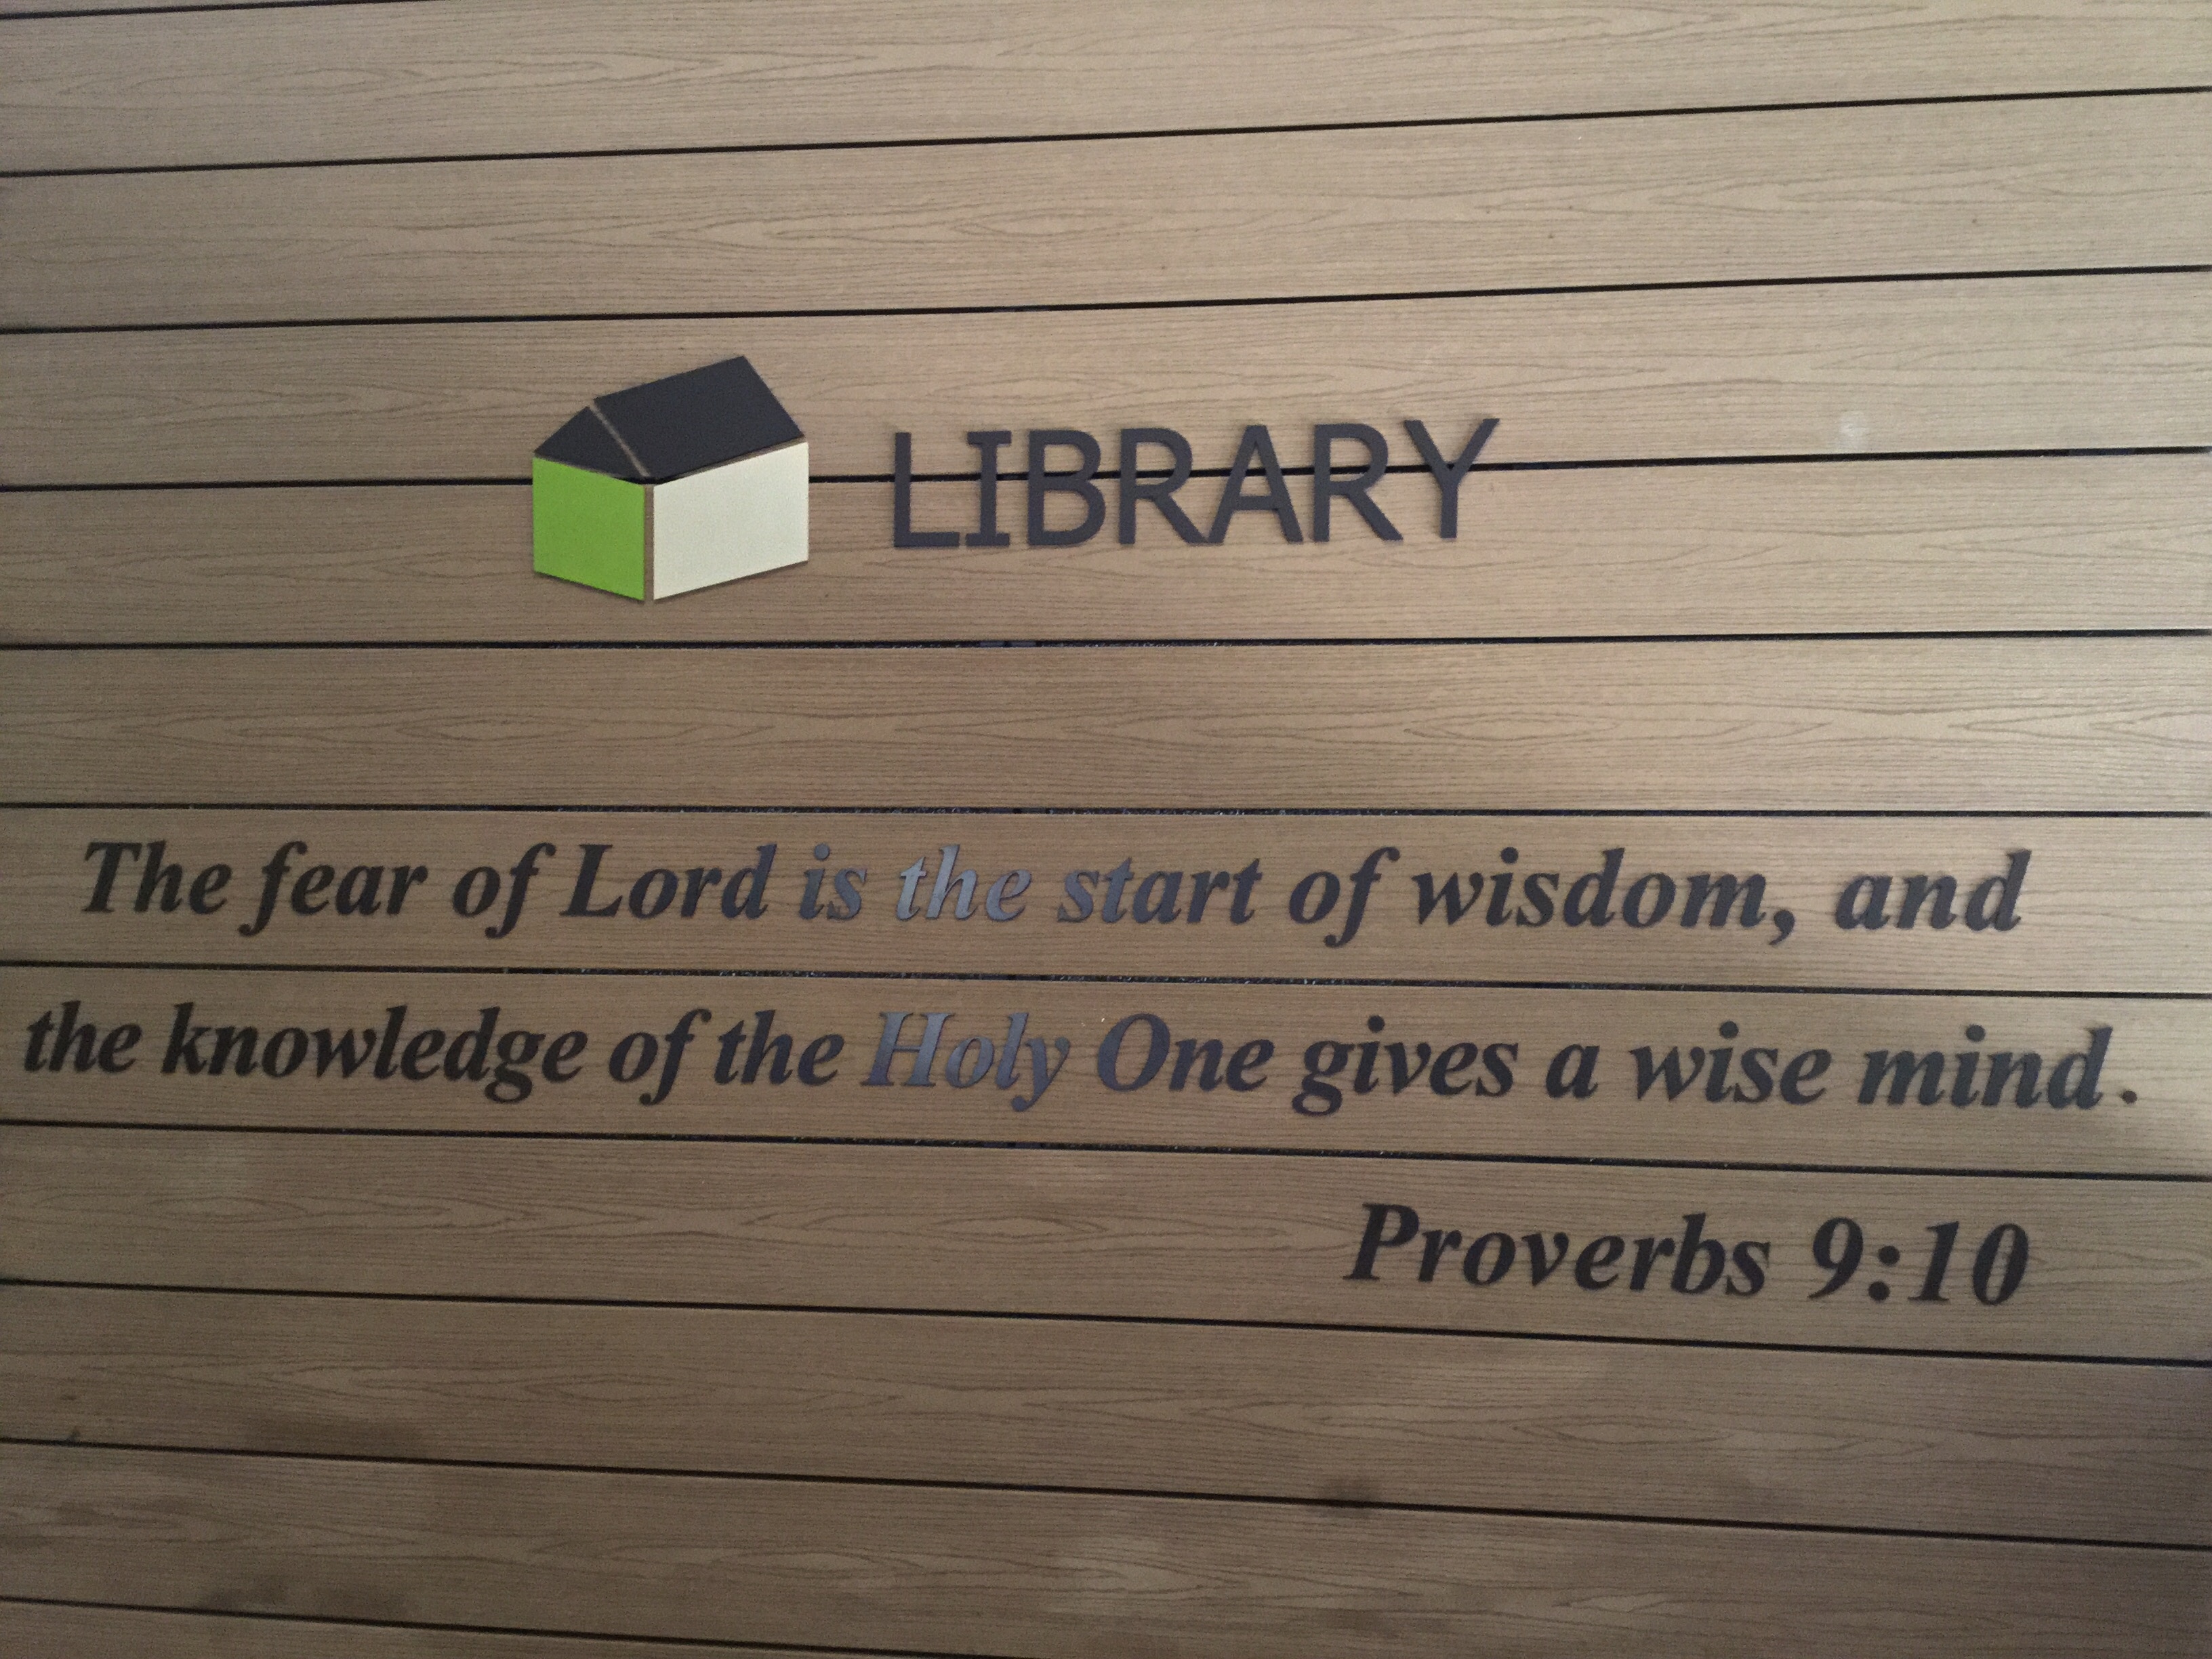 LIBRARY
The fear of Lord is the start of wisdom, and
the knowledge of the Holy One gives a wise mind.
Proverbs 9:10